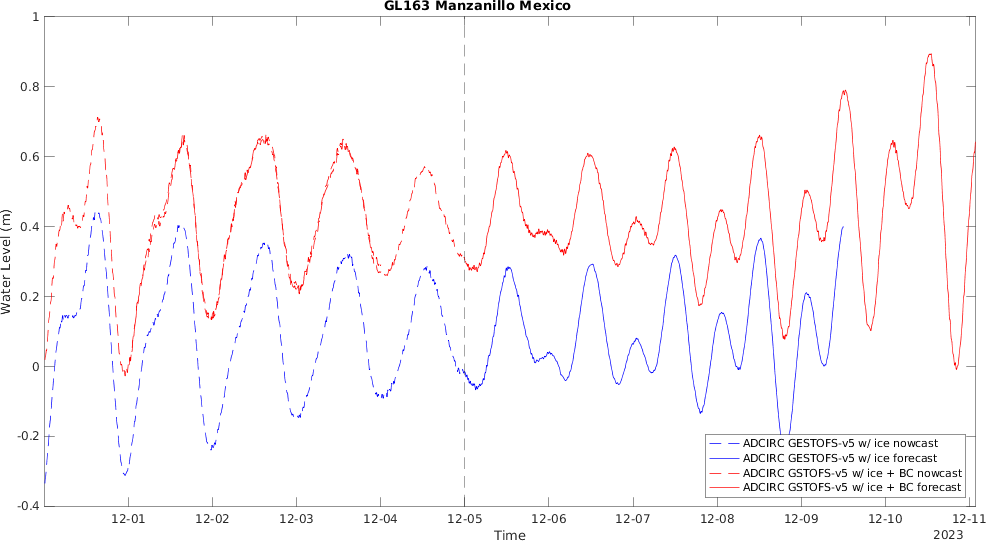 GL163 Manzanillo Mexico
Water Level (m)
1
0.8
0.6
0.4
0.2
0
-0.2
-0.4
ADCIRC GESTOFS-v5 w/ ice nowcast
ADCIRC GESTOFS-v5 w/ ice forecast
ADCIRC GSTOFS-v5 w/ ice + BC nowcast
ADCIRC GSTOFS-v5 w/ ice + BC forecast
12-01 12-02 12-03 12-04 12-05 12-06 12-07 12-08 12-09 12-10 12-11
Time
2023